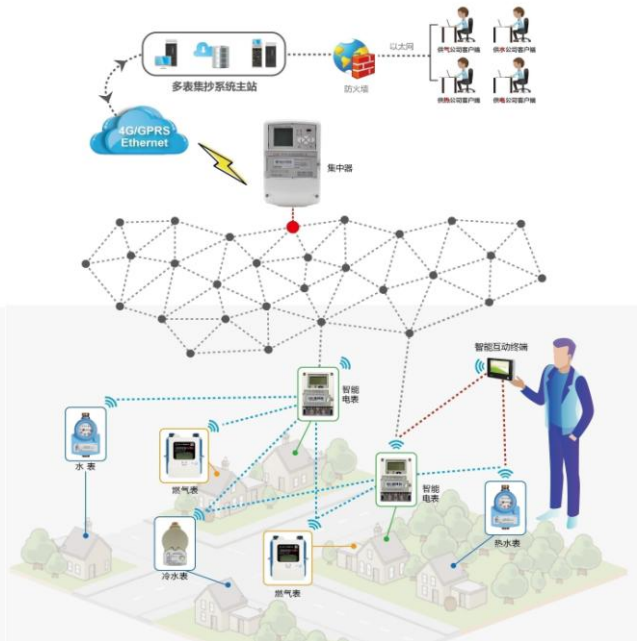 以太网
供气公司客户端
供水公司客户端
多表集抄系统主站
防火墙
供热公司客户端
供电公司客户端
4G/GPRS
Ethernet
集中器
智能互动终端
智能
电表
水 表
燃气表
智能
电表
冷水表
燃气表
热水表